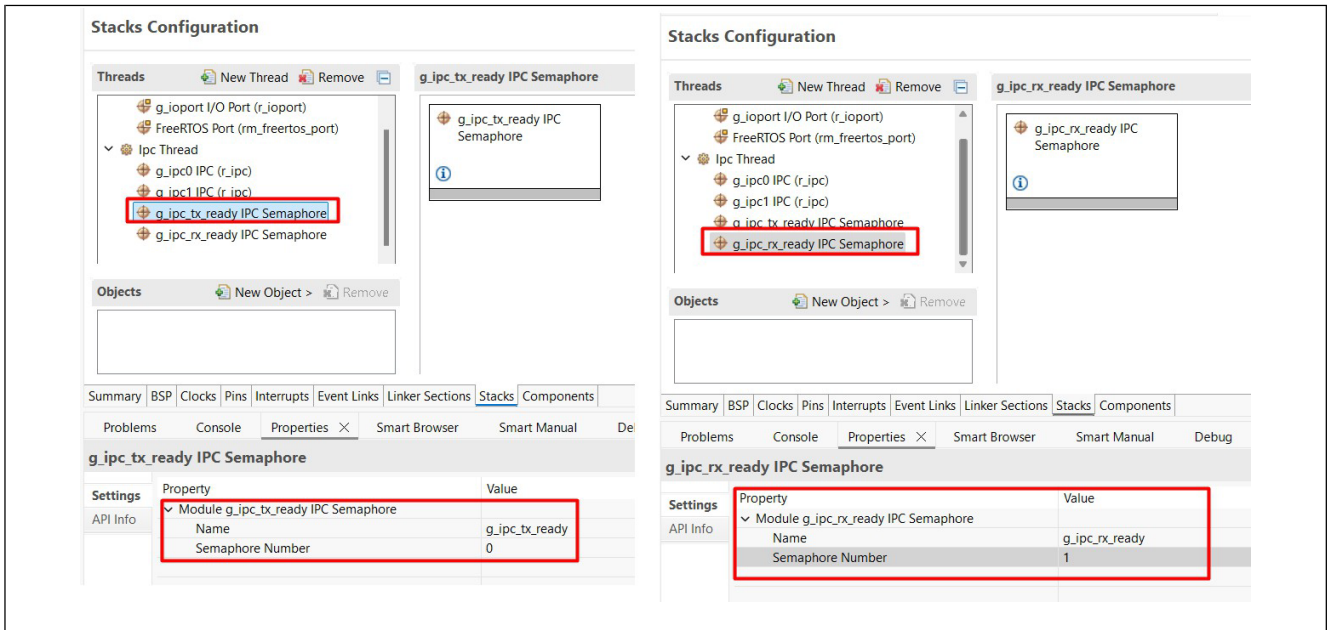 Stacks Configuration
Threads New Thread Remove g_ipc_tx_ready IPC Semaphore
g_ioport I/O Port (r_ioport)
FreeRTOS Port (rm_freertos_port)
Ipc Thread
g_ipc0 IPC (r_ipc)
g_ipc1 IPC (r_ipc)
g_ipc_tx_ready IPC Semaphore
g_ipc_rx_ready IPC Semaphore
g_ipc_tx_ready IPC
Semaphore
Objects New Object > Remove
Summary BSP Clocks Pins Interrupts Event Links Linker Sections Stacks Components
Problems Console Properties Smart Browser Smart Manual De
g_ipc_tx_ready IPC Semaphore
Settings
API Info
Property Value
Module g_ipc_tx_ready IPC Semaphore
Name g_ipc_tx_ready
Semaphore Number 0
Stacks Configuration
Threads New Thread Remove g_ipc_rx_ready IPC Semaphore
g_ioport I/O Port (r_ioport)
FreeRTOS Port (rm_freertos_port)
Ipc Thread
g_ipc0 IPC (r_ipc)
g_ipc1 IPC (r_ipc)
g_ipc_tx_ready IPC Semaphore
g_ipc_rx_ready IPC Semaphore
g_ipc_rx_ready IPC
Semaphore
Objects New Object > Remove
Summary BSP Clocks Pins Interrupts Event Links Linker Sections Stacks Components
Problems Console Properties Smart Browser Smart Manual Debug
g_ipc_rx_ready IPC Semaphore
Settings
API Info
Property Value
Module g_ipc_rx_ready IPC Semaphore
Name g_ipc_rx_ready
Semaphore Number 1